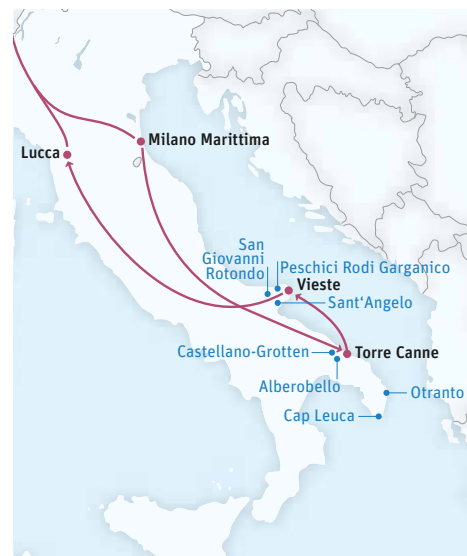 Milano Marittima
Lucca
San
Giovanni
Rotondo
Peschici Rodi Garganico
Vieste
Sant'Angelo
Castellano-Grotten
Torre Canne
Alberobello
Otranto
Cap Leuca